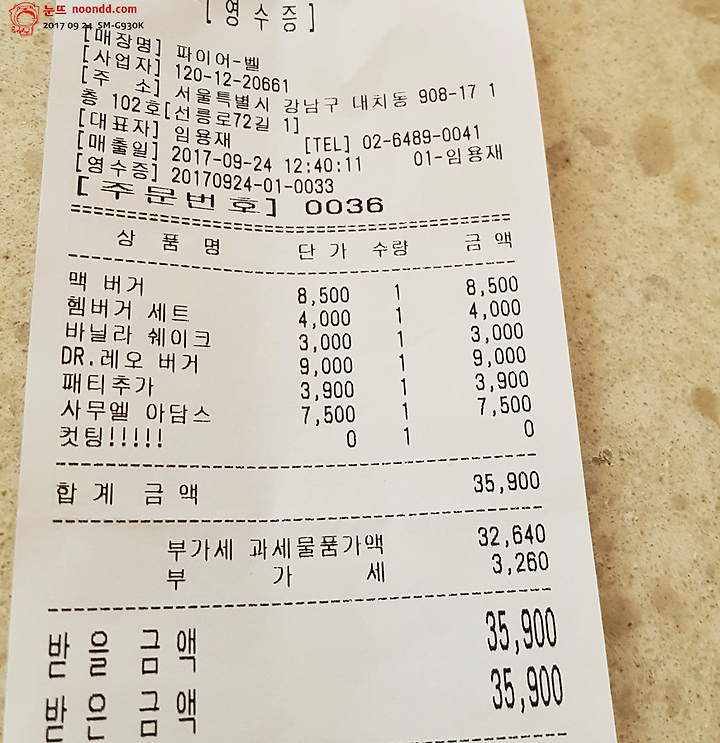 눈뜨 noondd.com
2017 09 24 SM-G930K
[영수증]
[매장명] 파이어-벨
[사업자] 120-12-20661
[주 소] 서울특별시 강남구 대치동 908-17 1
층 102호[선릉로72길 1]
[대표자] 임용재 [TEL] 02-6489-0041
[매출일] 2017-09-24 12:40:11 01-임용재
[영수증] 20170924-01-0033
[주문번호] 0036
상 품 명 단 가 수량 금 액
맥 버거 8,500 1 8,500
햄버거 세트 4,000 1 4,000
바닐라 쉐이크 3,000 1 3,000
DR.레오 버거 9,000 1 9,000
패티추가 3,900 1 3,900
사무엘 아담스 7,500 1 7,500
컷팅!!!!! 0 1 0
합 계 금 액 35,900
부가세 과세물품가액 32,640
부 가 세 3,260
받 을 금 액 35,900
받 은 금 액 35,900